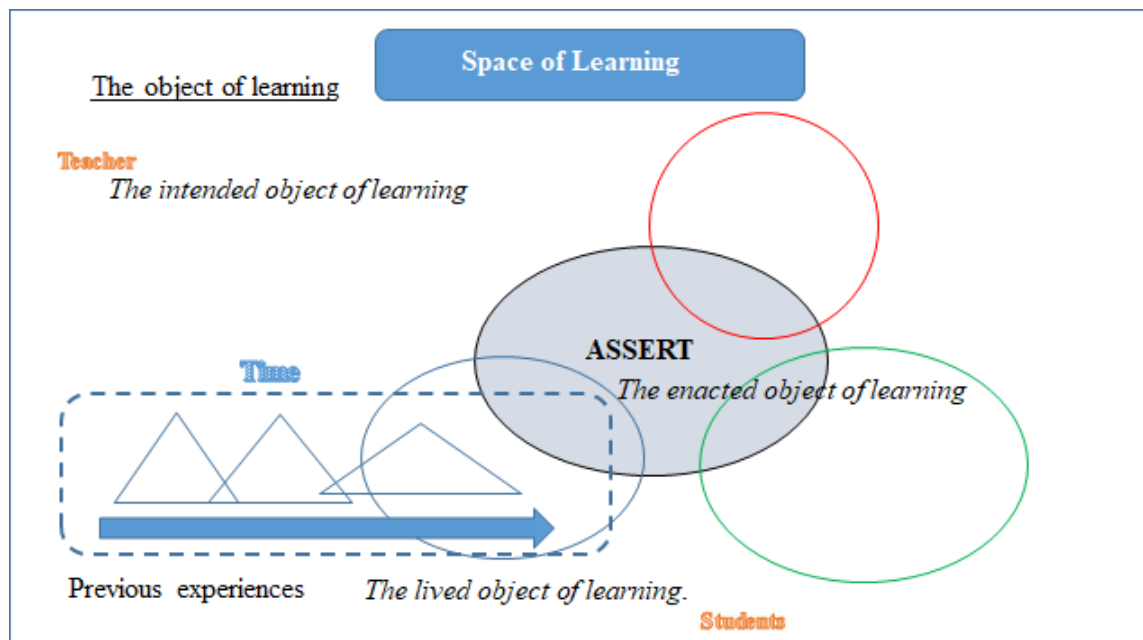 Space of Learning
The object of learning
Teacher
The intended object of learning
ASSERT
The enacted object of learning
Time
Previous experiences
The lived object of learning.
Students